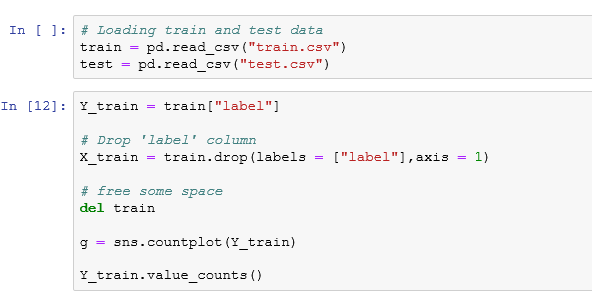 In [ ]: # Loading train and test data
train = pd.read_csv("train.csv")
test = pd.read_csv("test.csv")
In [12]: Y_train = train["label"]
# Drop 'label' column
X_train = train.drop(labels = ["label"],axis = 1)
# free some space
del train
g = sns.countplot(Y_train)
Y_train.value_counts()